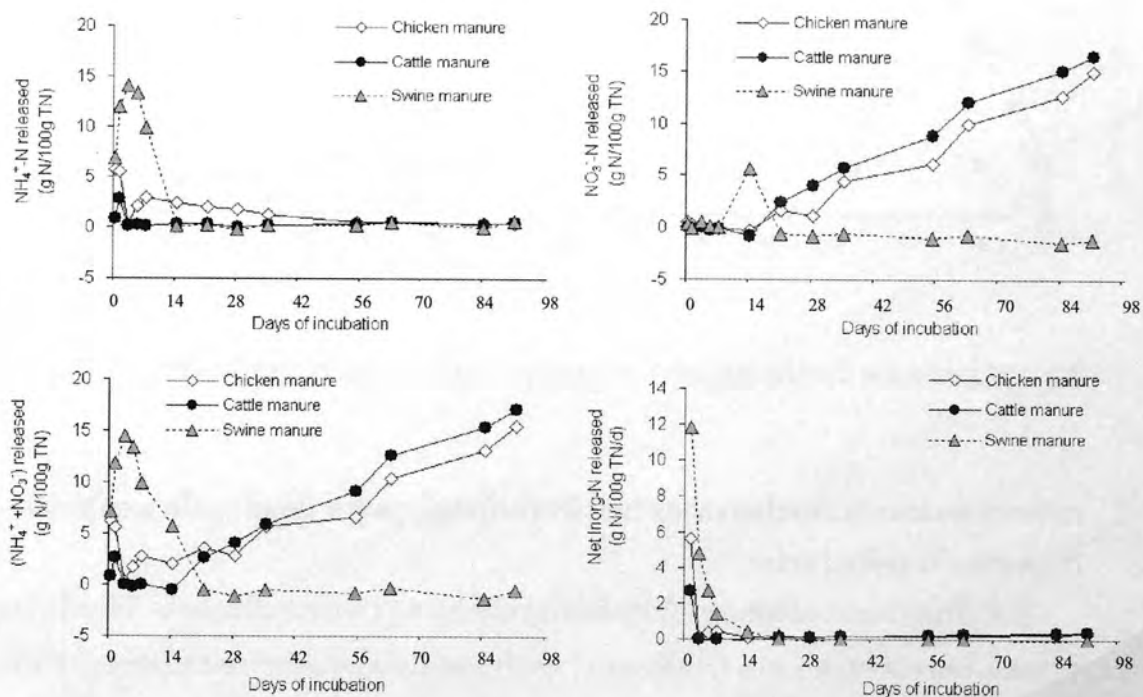 NH₄⁺-N released
(g N/100g TN)
20
15
10
5
0
-5
Chicken manure
Cattle manure
Swine manure
0 14 28 42 56 70 84 98
Days of incubation
NO₃⁻-N released
(g N/100g TN)
20
15
10
5
0
-5
Chicken manure
Cattle manure
Swine manure
0 14 28 42 56 70 84 98
Days of incubation
(NH₄⁺+NO₃⁻) released
(g N/100g TN)
20
15
10
5
0
-5
Chicken manure
Cattle manure
Swine manure
0 14 28 42 56 70 84 98
Days of incubation
Net Inorg-N released
(g N/100g TN/d)
14
12
10
8
6
4
2
0
Chicken manure
Cattle manure
Swine manure
0 14 28 42 56 70 84 98
Days of incubation